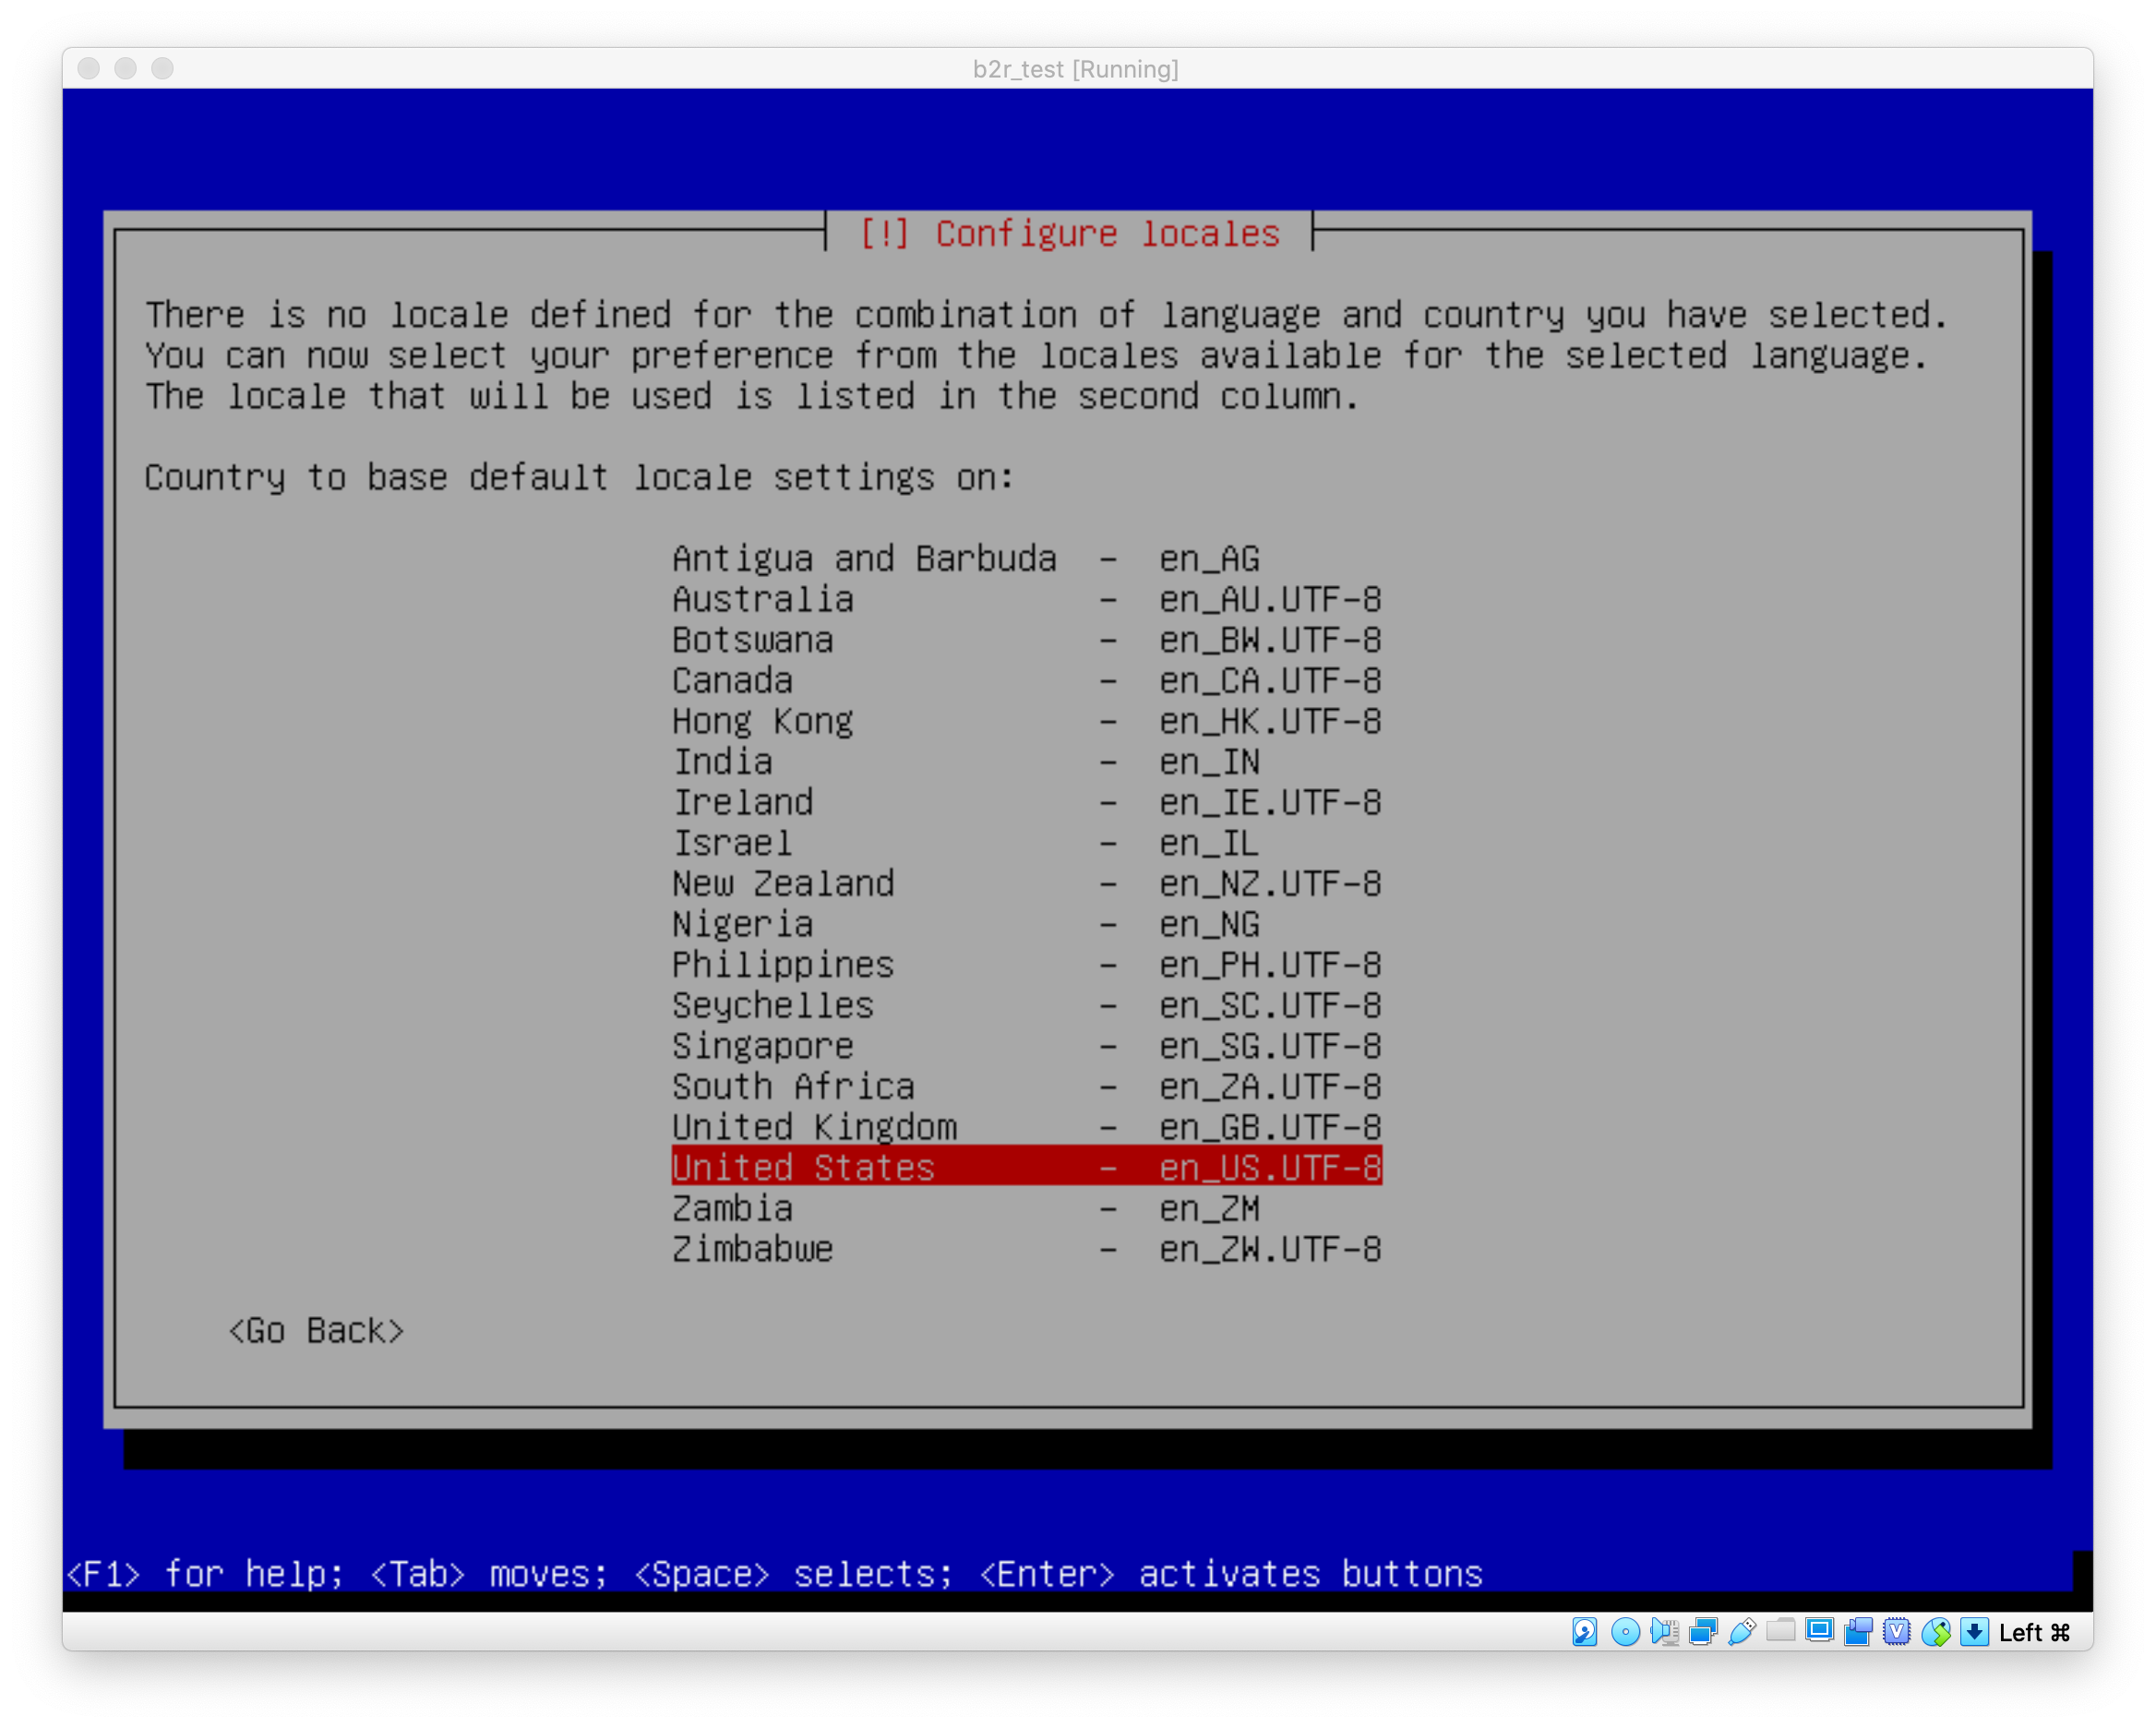 b2r_test [Running]
[!] Configure locales
There is no locale defined for the combination of language and country you have selected.
You can now select your preference from the locales available for the selected language.
The locale that will be used is listed in the second column.
Country to base default locale settings on:
Antigua and Barbuda - en_AG
Australia - en_AU.UTF-8
Botswana - en_BW.UTF-8
Canada - en_CA.UTF-8
Hong Kong - en_HK.UTF-8
India - en_IN
Ireland - en_IE.UTF-8
Israel - en_IL
New Zealand - en_NZ.UTF-8
Nigeria - en_NG
Philippines - en_PH.UTF-8
Seychelles - en_SC.UTF-8
Singapore - en_SG.UTF-8
South Africa - en_ZA.UTF-8
United Kingdom - en_GB.UTF-8
United States - en_US.UTF-8
Zambia - en_ZM
Zimbabwe - en_ZW.UTF-8
<Go Back>
<F1> for help; <Tab> moves; <Space> selects; <Enter> activates buttons
Left ⌘